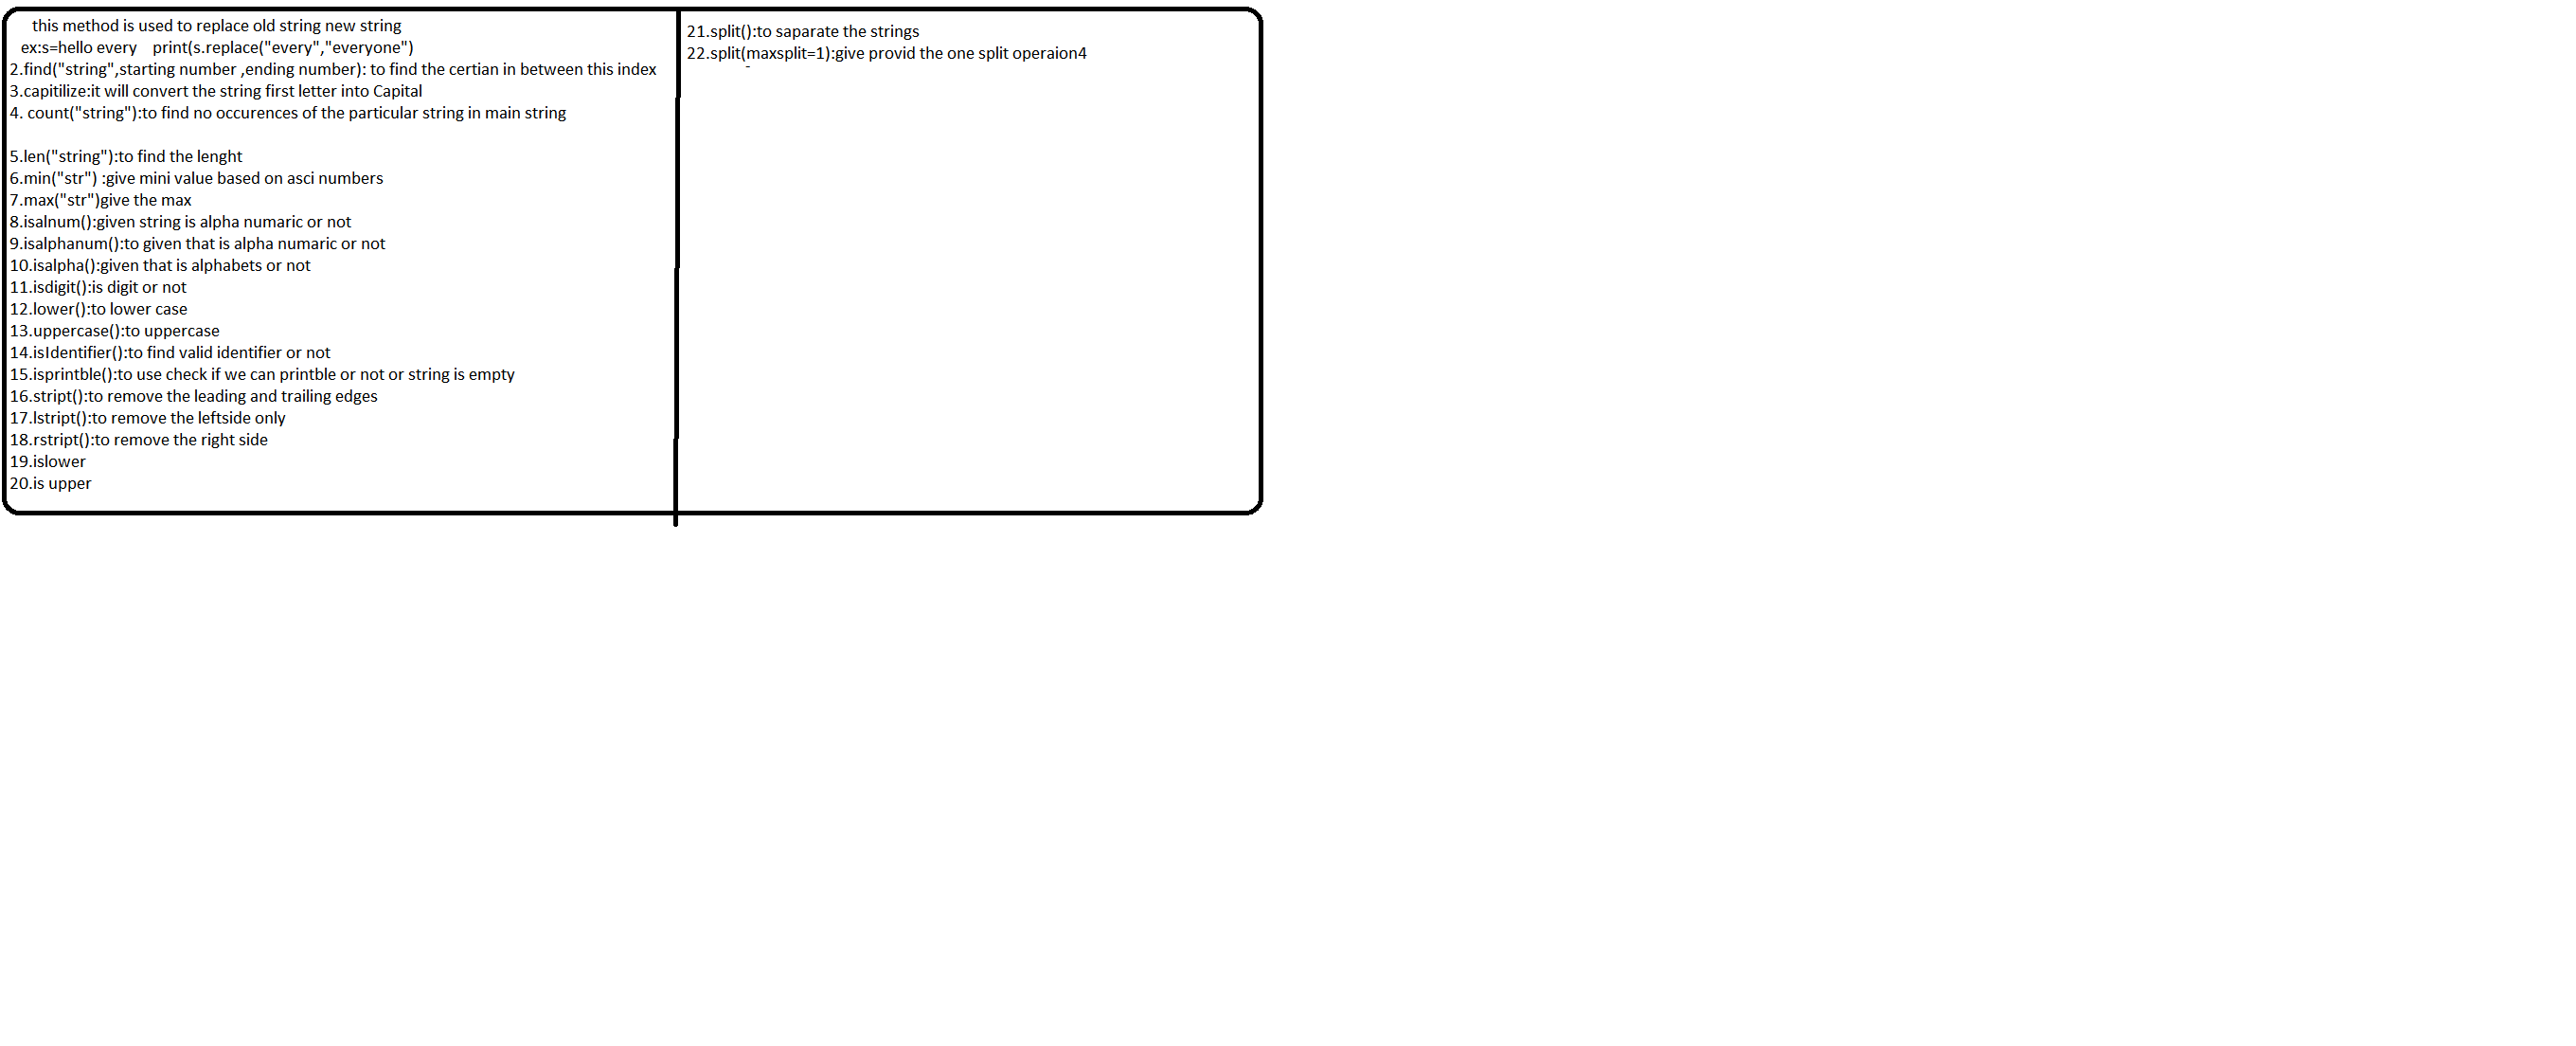 this method is used to replace old string new string
ex:s=hello every    print(s.replace("every","everyone")
2.find("string",starting number ,ending number): to find the certian in between this index
3.capitilize:it will convert the string first letter into Capital
4. count("string"):to find no occurences of the particular string in main string
5.len("string"):to find the lenght
6.min("str") :give mini value based on asci numbers
7.max("str")give the max
8.isalnum():given string is alpha numaric or not
9.isalphanum():to given that is alpha numaric or not
10.isalpha():given that is alphabets or not
11.isdigit():is digit or not
12.lower():to lower case
13.uppercase():to uppercase
14.isIdentifier():to find valid identifier or not
15.isprintble():to use check if we can printble or not or string is empty
16.stript():to remove the leading and trailing edges
17.lstript():to remove the leftside only
18.rstript():to remove the right side
19.islower
20.is upper
21.split():to saparate the strings
22.split(maxsplit=1):give provid the one split operaion4